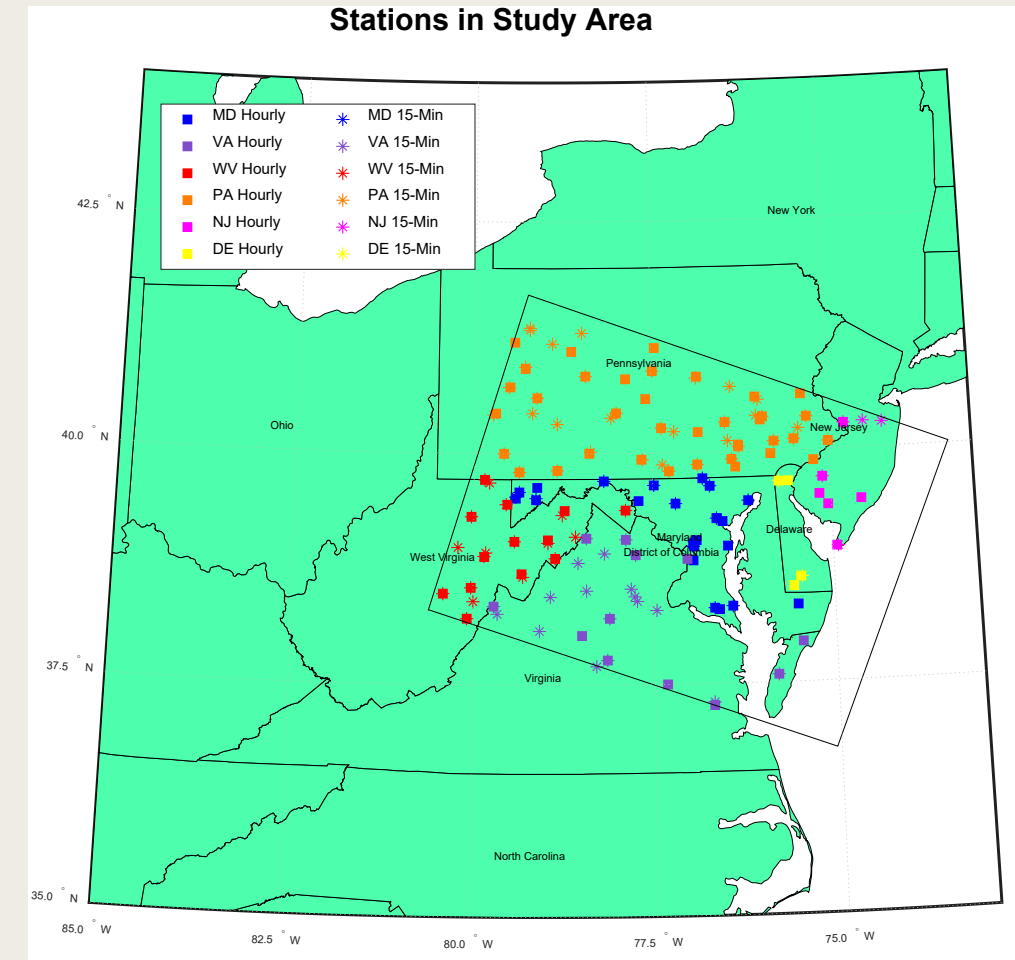 Stations in Study Area
MD Hourly MD 15-Min
VA Hourly VA 15-Min
WV Hourly WV 15-Min
PA Hourly PA 15-Min
NJ Hourly NJ 15-Min
DE Hourly DE 15-Min
42.5 ° N
New York
Pennsylvania
Ohio
New Jersey
40.0 ° N
Delaware
Maryland
District of Columbia
West Virginia
37.5 ° N
Virginia
North Carolina
35.0 ° N
85.0 ° W
82.5 ° W
80.0 ° W
77.5 ° W
75.0 ° W